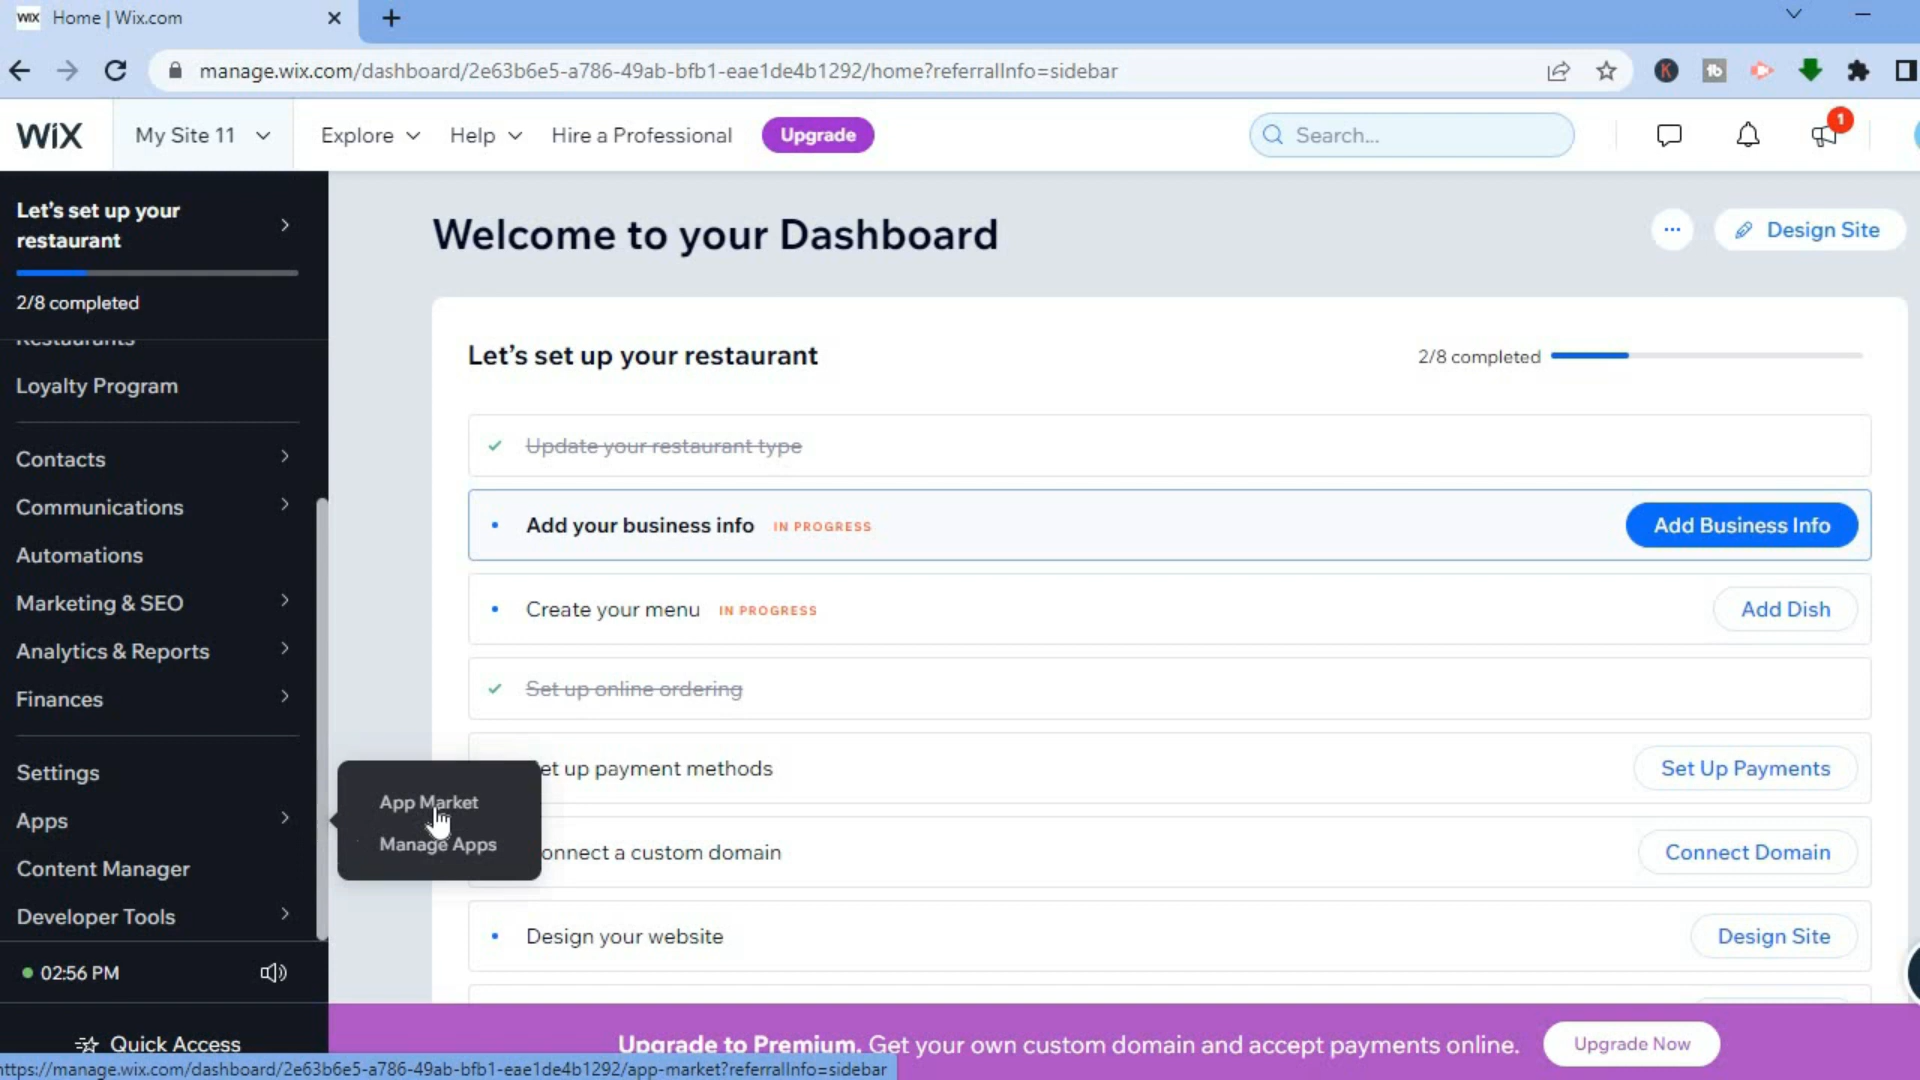 WiX Home | Wix.com
manage.wix.com/dashboard/2e63b6e5-a786-49ab-bfb1-eae1de4b1292/home?referralInfo=sidebar
K tb
WiX My Site 11 Explore Help Hire a Professional Upgrade Search... 1
Let's set up your
restaurant
2/8 completed
Restaurants
Loyalty Program
Contacts
Communications
Automations
Marketing & SEO
Analytics & Reports
Finances
Settings
Apps
Content Manager
Developer Tools
02:56 PM
Quick Access
App Market
Manage Apps
Welcome to your Dashboard
Design Site
Let's set up your restaurant 2/8 completed
Update your restaurant type
Add your business info IN PROGRESS Add Business Info
Create your menu IN PROGRESS Add Dish
Set up online ordering
et up payment methods Set Up Payments
onnect a custom domain Connect Domain
Design your website Design Site
Upgrade to Premium. Get your own custom domain and accept payments online. Upgrade Now
https://manage.wix.com/dashboard/2e63b6e5-a786-49ab-bfb1-eae1de4b1292/app-market?referralInfo=sidebar